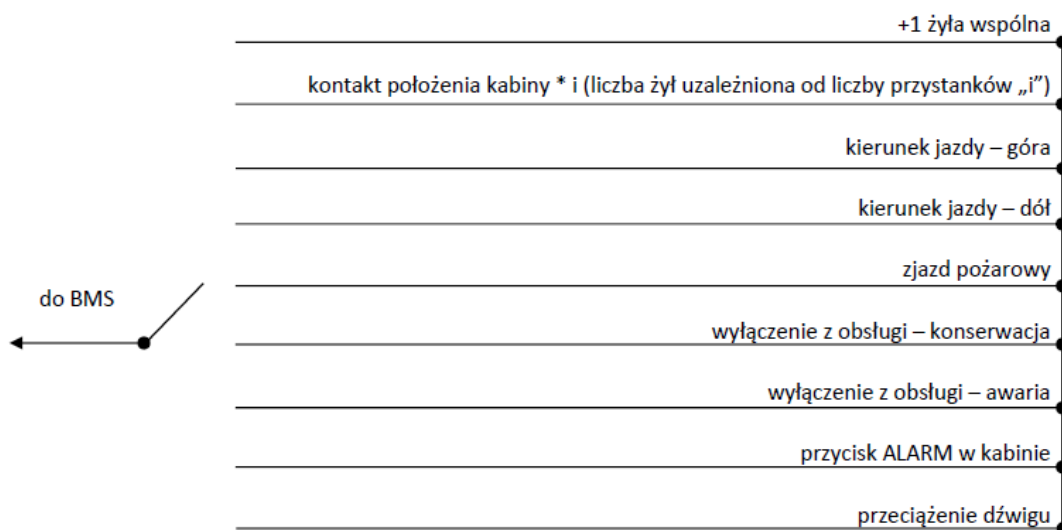 +1 żyła wspólna
kontakt położenia kabiny * i (liczba żył uzależniona od liczby przystanków „i”)
kierunek jazdy – góra
kierunek jazdy – dół
zjazd pożarowy
do BMS
wyłączenie z obsługi – konserwacja
wyłączenie z obsługi – awaria
przycisk ALARM w kabinie
przeciążenie dźwigu